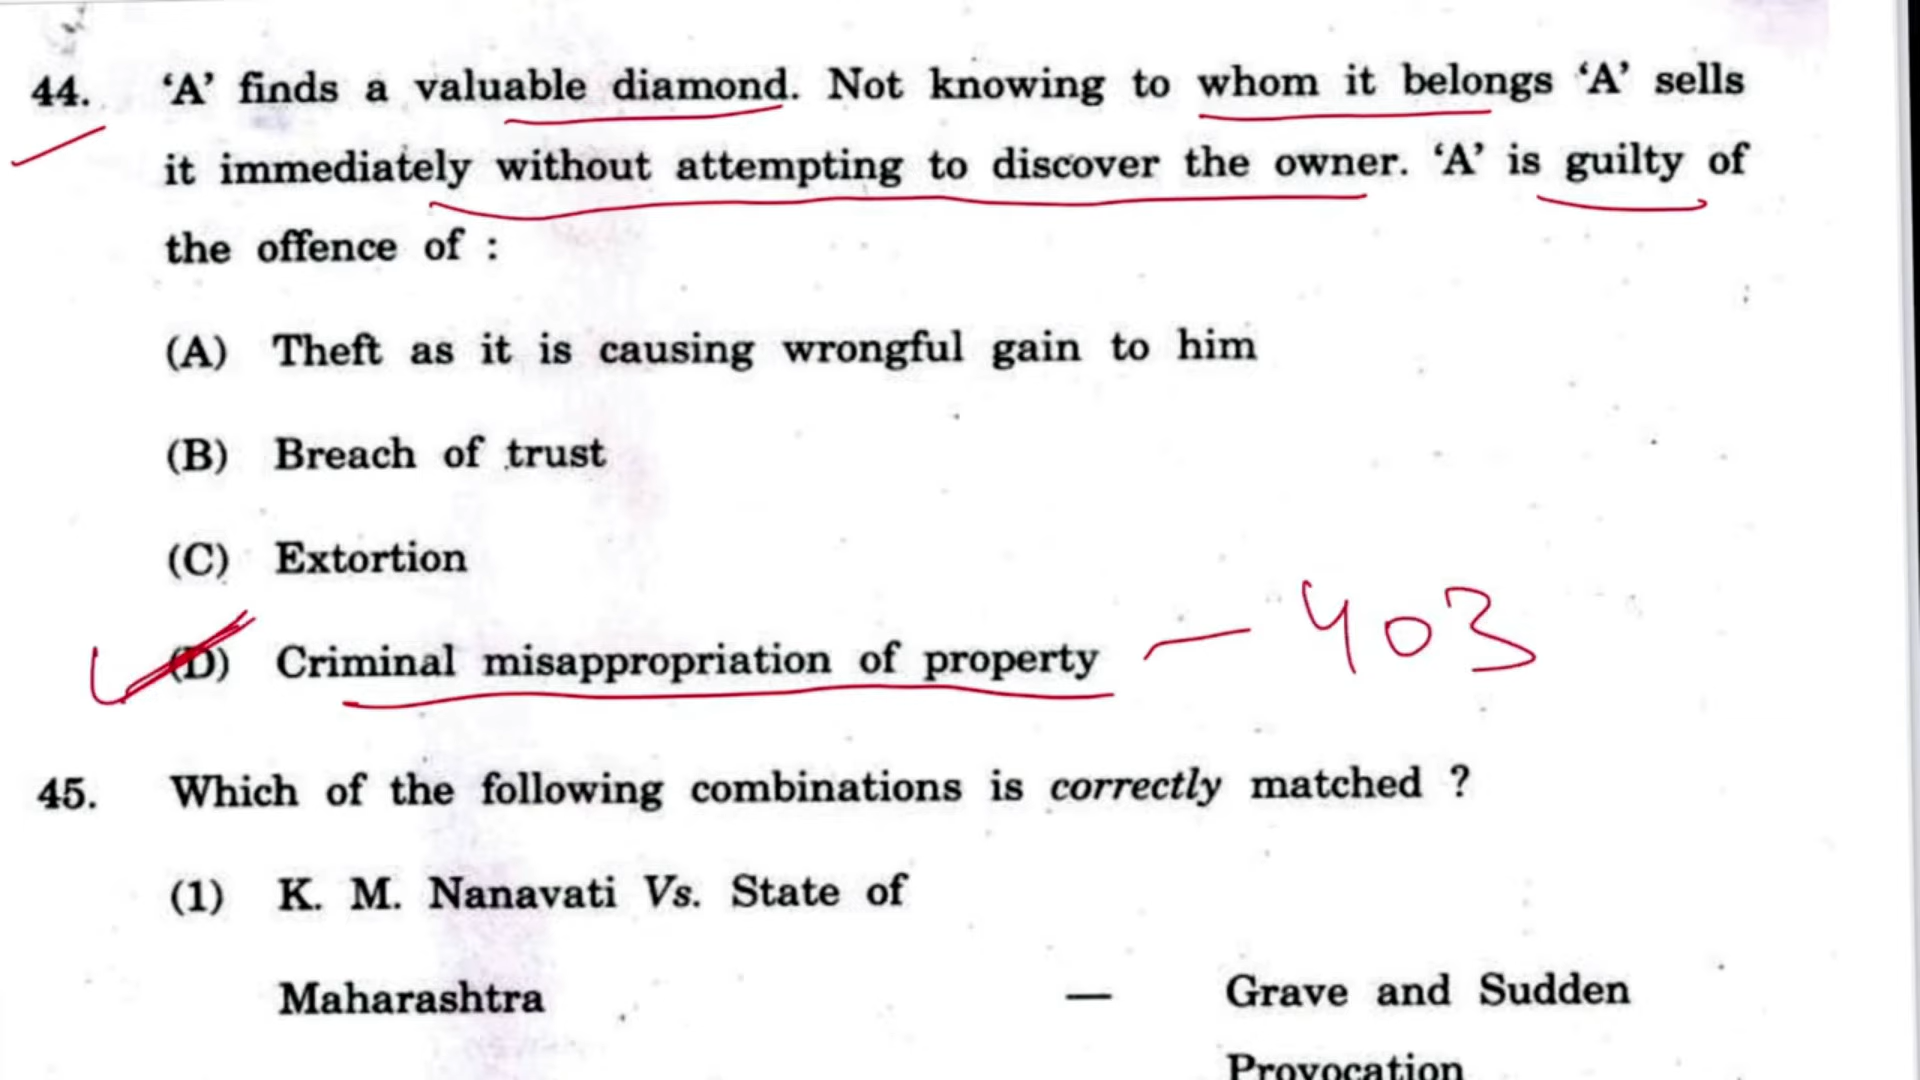 44. ‘A’ finds a valuable diamond. Not knowing to whom it belongs ‘A’ sells
it immediately without attempting to discover the owner. ‘A’ is guilty of
the offence of :
(A) Theft as it is causing wrongful gain to him
(B) Breach of trust
(C) Extortion
(D) Criminal misappropriation of property — 403
45. Which of the following combinations is correctly matched ?
(1) K. M. Nanavati Vs. State of
Maharashtra — Grave and Sudden
Provocation